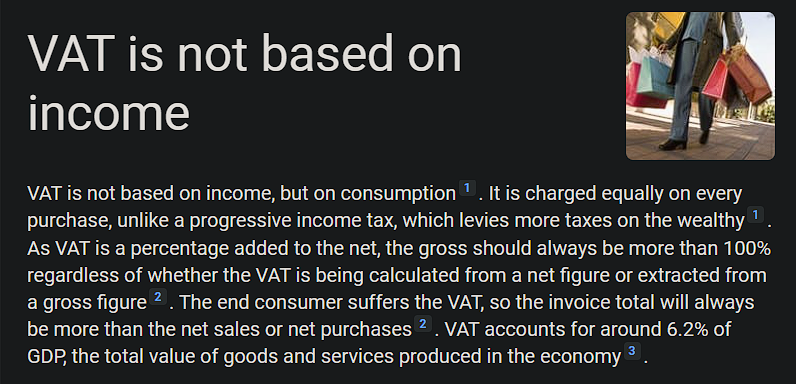 VAT is not based on
income
VAT is not based on income, but on consumption 1 . It is charged equally on every
purchase, unlike a progressive income tax, which levies more taxes on the wealthy 1 .
As VAT is a percentage added to the net, the gross should always be more than 100%
regardless of whether the VAT is being calculated from a net figure or extracted from
a gross figure 2 . The end consumer suffers the VAT, so the invoice total will always
be more than the net sales or net purchases 2 . VAT accounts for around 6.2% of
GDP, the total value of goods and services produced in the economy 3 .